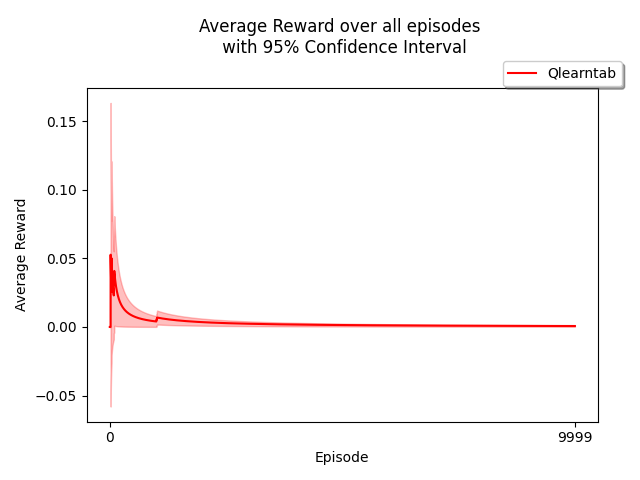 Average Reward over all episodes
with 95% Confidence Interval
Qlearntab
Average Reward
0.15
0.10
0.05
0.00
−0.05
0
9999
Episode